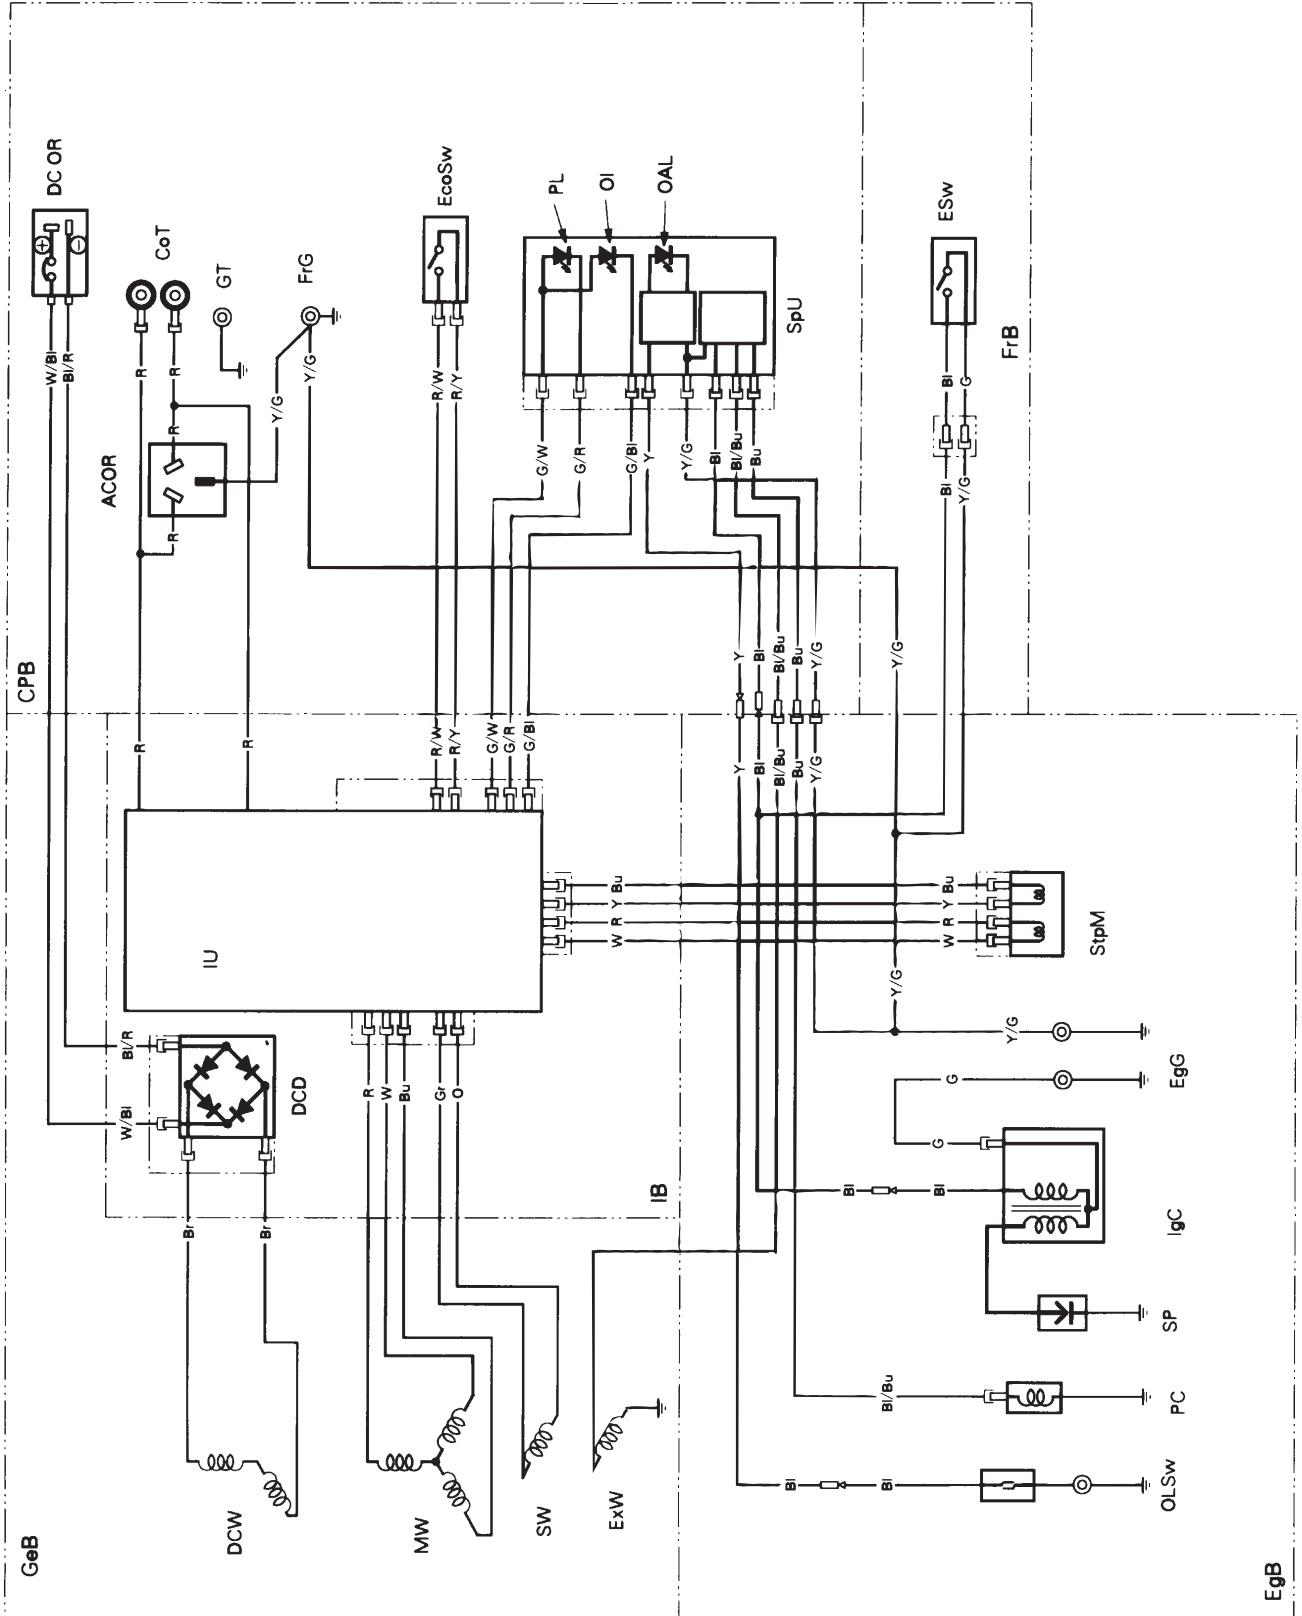 DC OR
CoT
GT
FrG
EcoSw
PL
OI
OAL
ESw
SpU
FrB
+
−
W/Bl
Bl/R
R
R
R
Y/G
Y/G
R/W
R/Y
Bl
G
ACOR
R
G/W
G/R
G/Bl
Y
Y/G
Bl
Bl/Bu
Bu
Bl
Y/G
CPB
Y
Bl
Bl/Bu
Bu
Y/G
Y/G
R
R
R/W
R/Y
G/W
G/R
G/Bl
Y
Bl
Bl/Bu
Bu
Y/G
IU
Bu
Y
R
W
Bu
Y
R
W
StpM
Y/G
Bl/R
W/Bl
DCD
R
W
Bu
Gr
O
Y/G
G
EgG
G
IB
Br
Br
Bl
Bl
IgC
SP
Bl/Bu
PC
Bl
Bl
OLSw
DCW
MW
SW
ExW
GeB
EgB